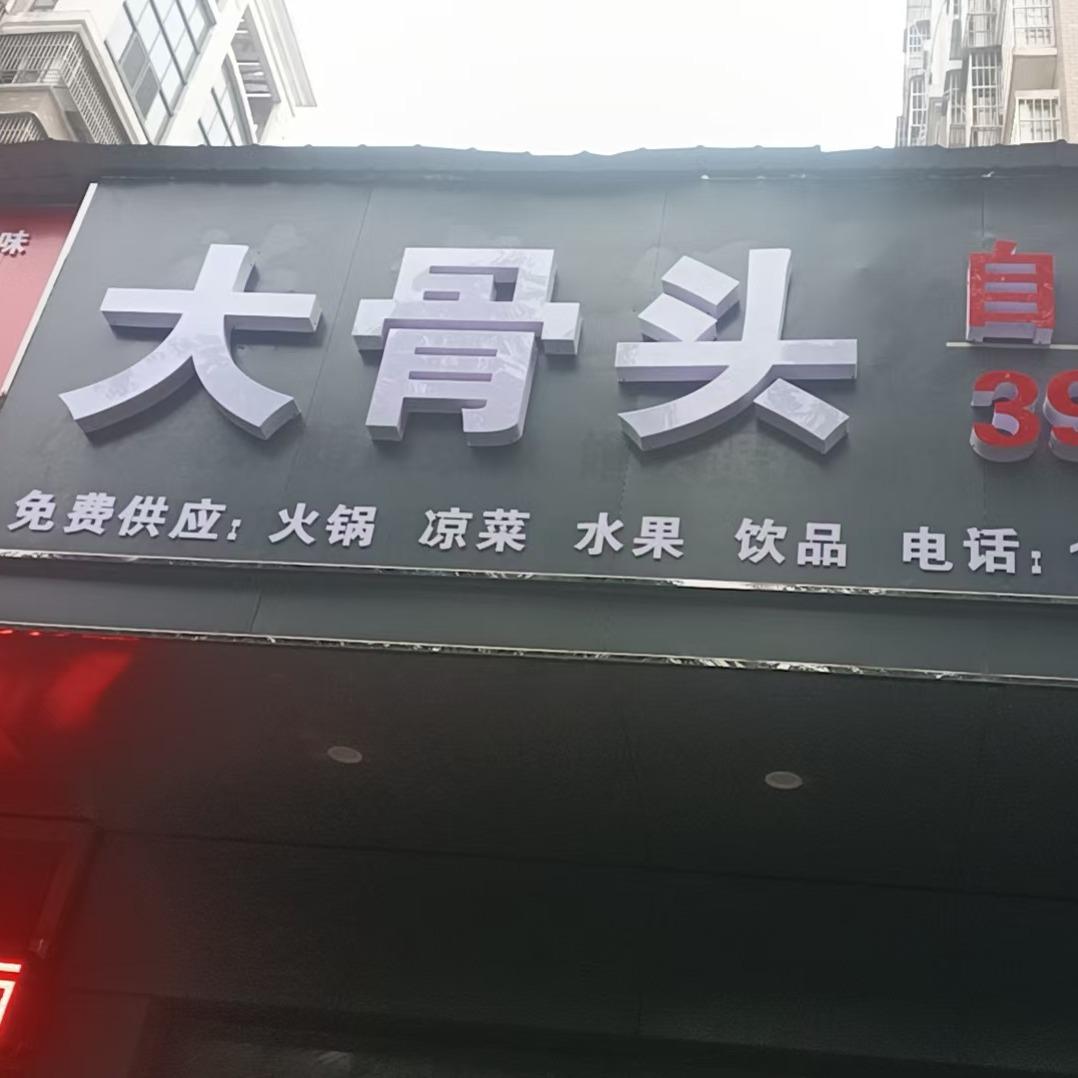 味
大骨头
自
39
免费供应：火锅 凉菜 水果 饮品 电话：